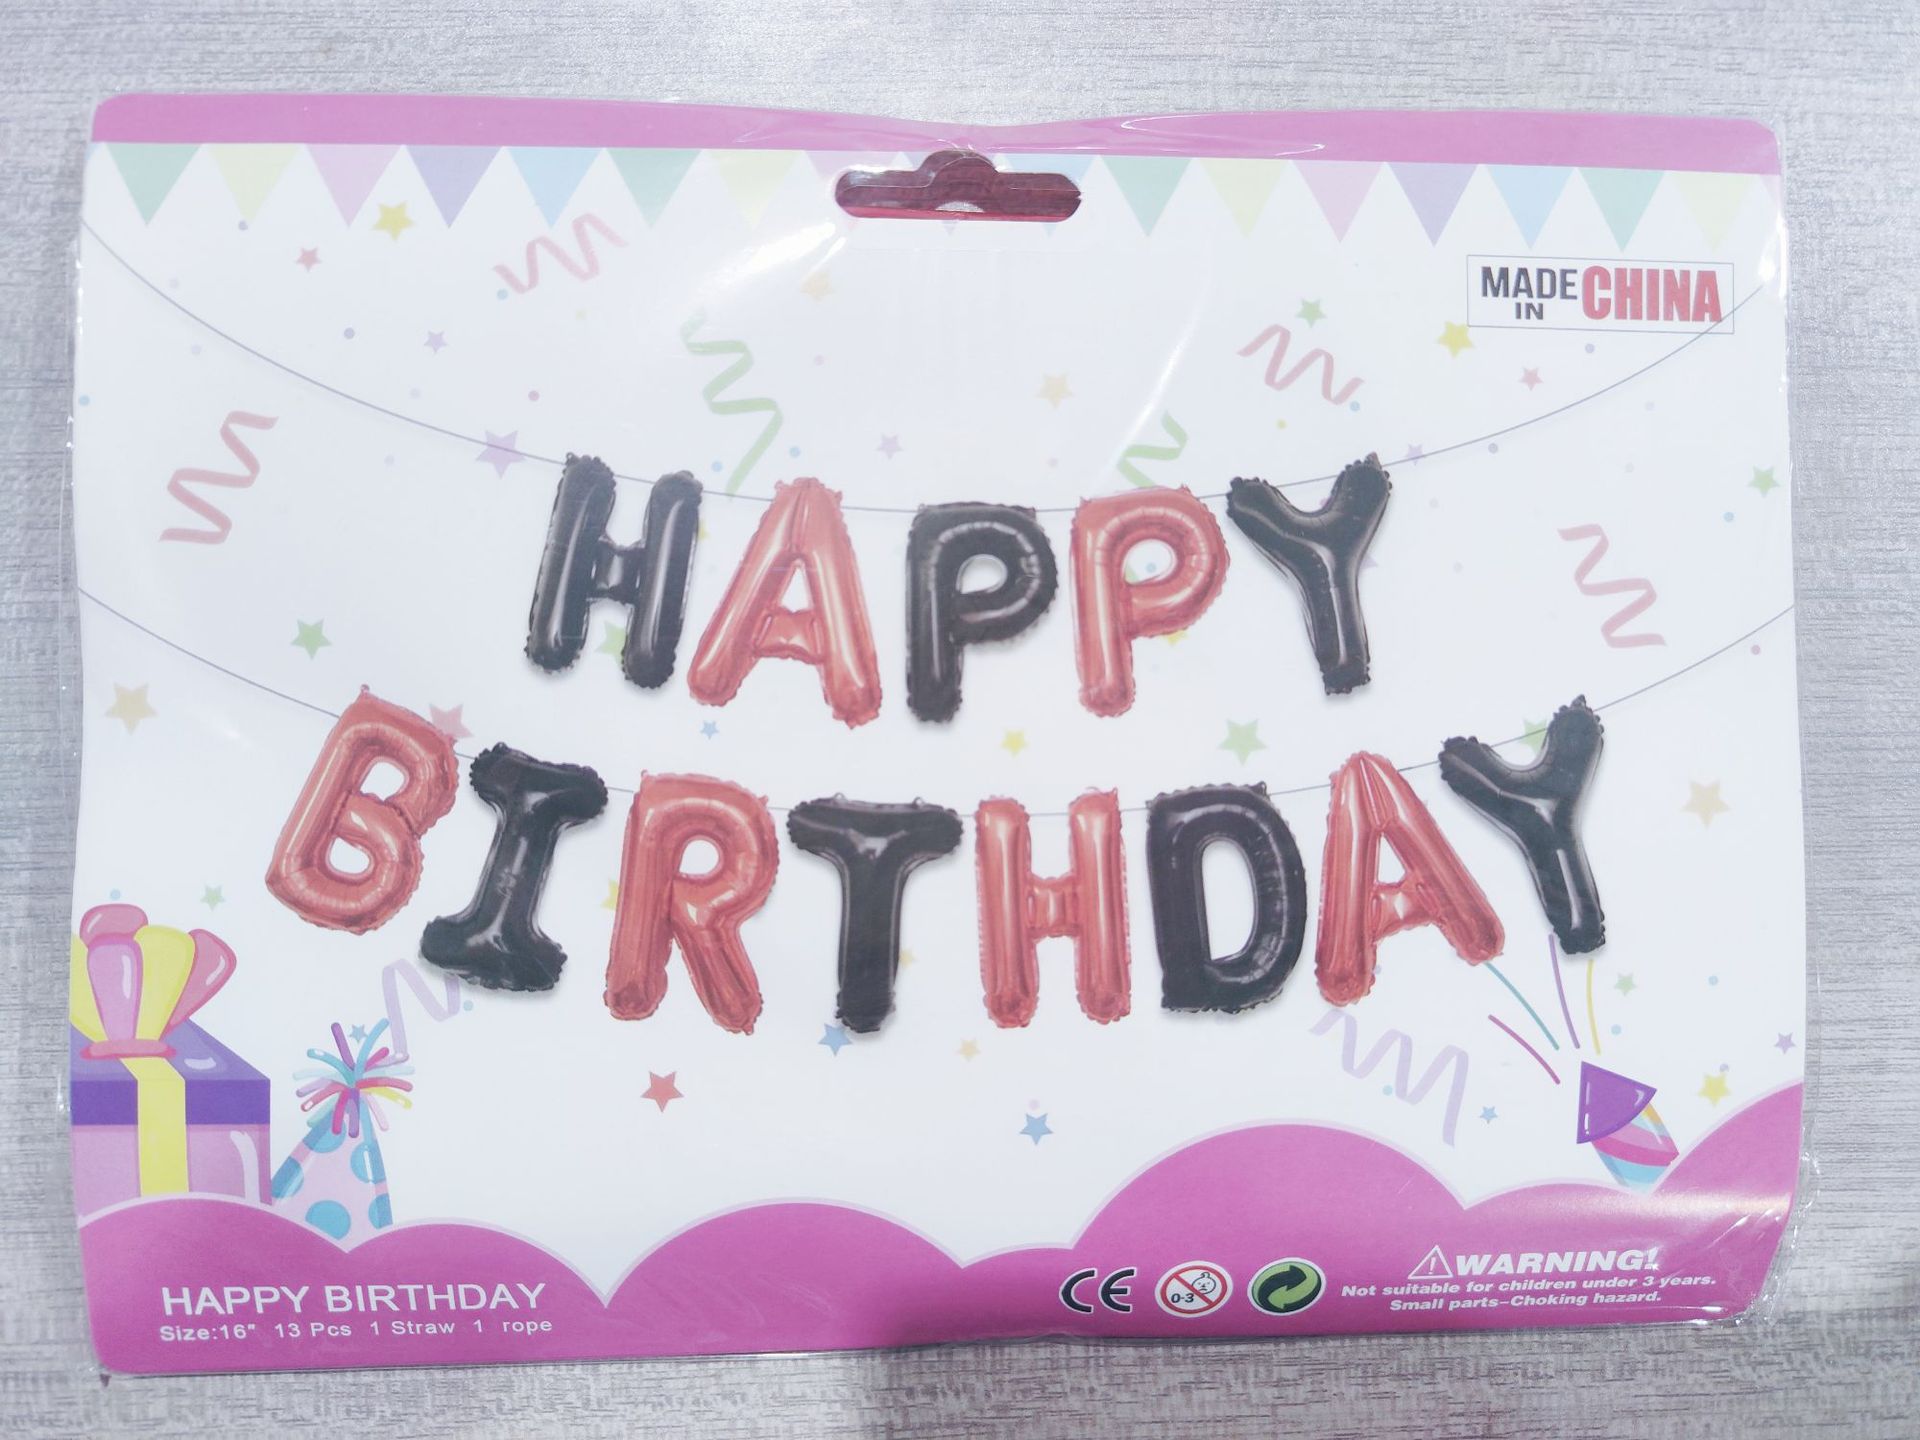 MADE IN CHINA
HAPPY
BIRTHDAY
HAPPY BIRTHDAY
Size:16" 13 Pcs 1 Straw 1 rope
CE
0-3
WARNING!
Not suitable for children under 3 years.
Small parts-Choking hazard.